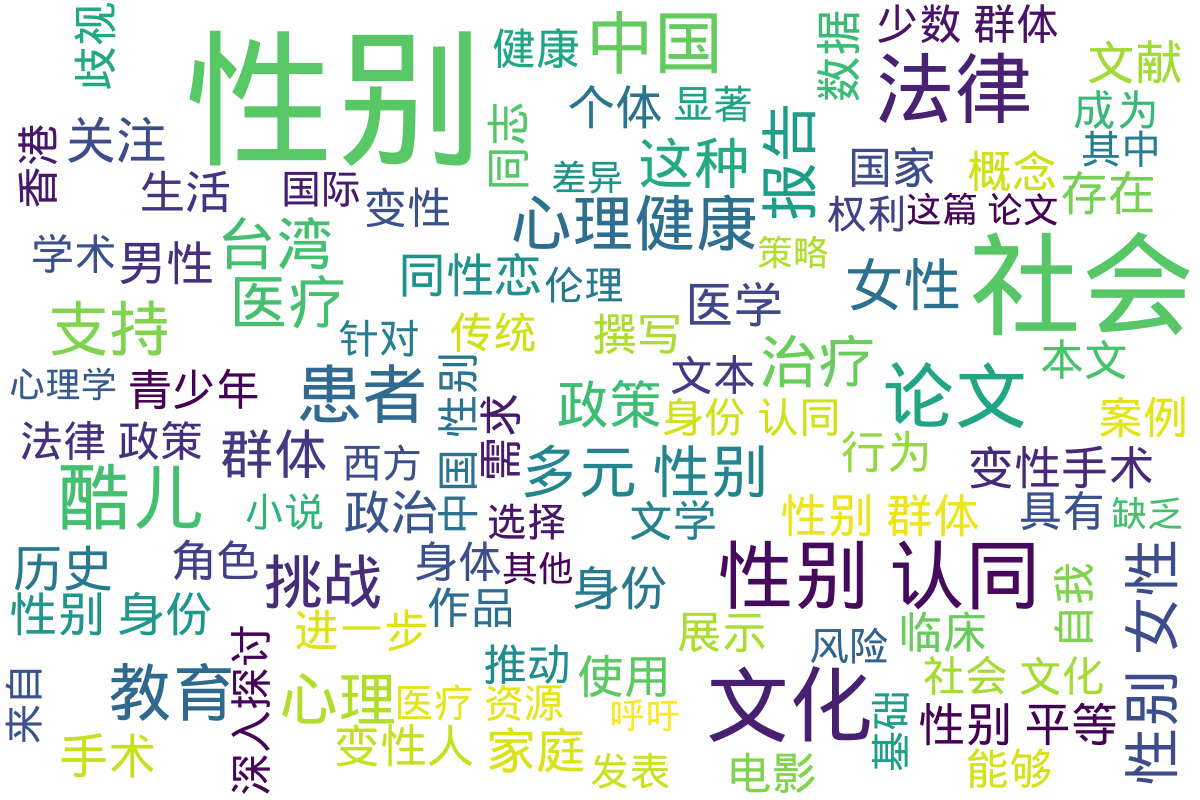 歧视
性别
健康
中国
数据
少数 群体
法律
文献
成为
其中
香港
关注
同志
个体
显著
报告
生活
国际
变性
差异
这种
国家
概念
存在
权利
这篇 论文
心理健康
学术
男性
台湾
医疗
同性恋
伦理
策略
医学
女性
社会
支持
针对
传统
撰写
治疗
本文
心理学
青少年
患者
中国 性别
需求
政策
文本
身份 认同
论文
案例
法律 政策
群体
西方
多元 性别
行为
变性手术
酷儿
小说
政治
选择
文学
性别 群体
具有
缺乏
历史
角色
挑战
身体
其他
身份
性别 认同
自我
性别 女性
性别 身份
作品
进一步
展示
风险
临床
来自
教育
深入探讨
心理
推动
使用
医疗 资源
呼吁
文化
基础
社会 文化
性别 平等
手术
变性人
家庭
发表
电影
能够